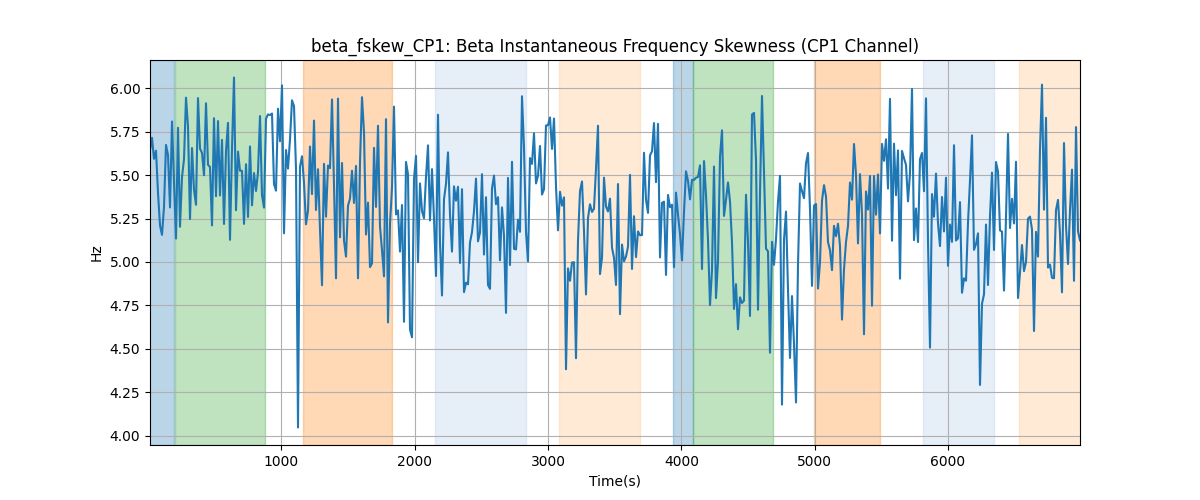 beta_fskew_CP1: Beta Instantaneous Frequency Skewness (CP1 Channel)
6.00
5.75
5.50
5.25
5.00
4.75
4.50
4.25
4.00
Hz
1000 2000 3000 4000 5000 6000
Time(s)